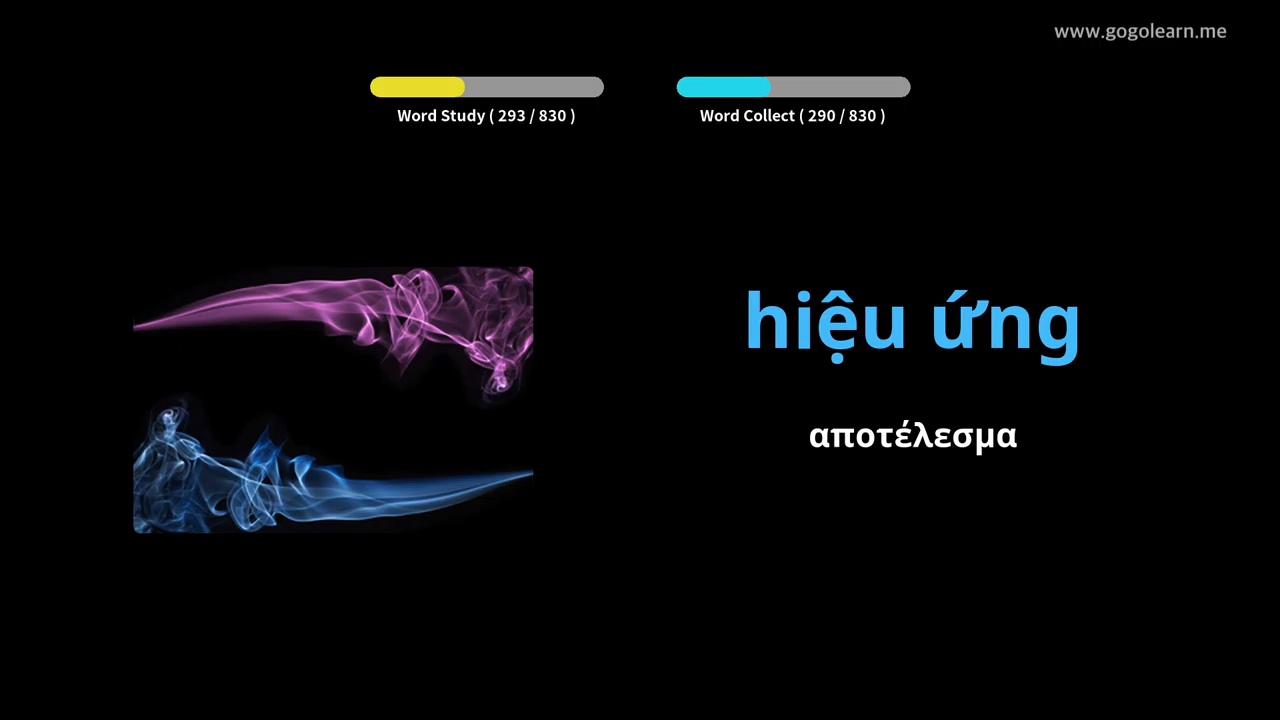 www.gogolearn.me
Word Study ( 293 / 830 )
Word Collect ( 290 / 830 )
hiệu ứng
αποτέλεσμα